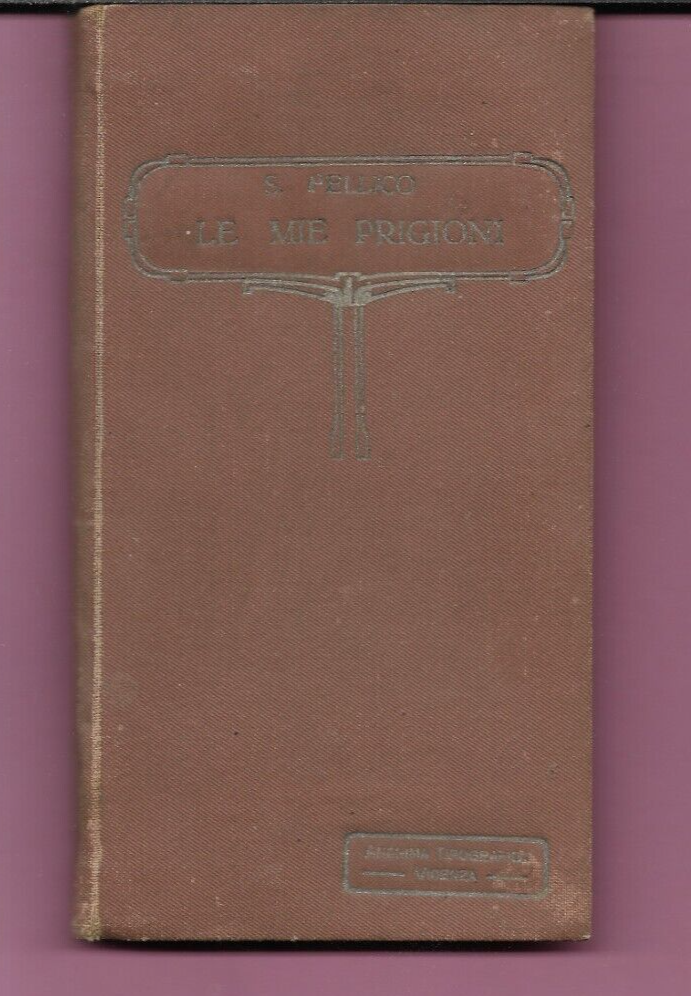 S. PELLICO
LE MIE PRIGIONI
ANONIMA TIPOGRAFICA
VICENZA